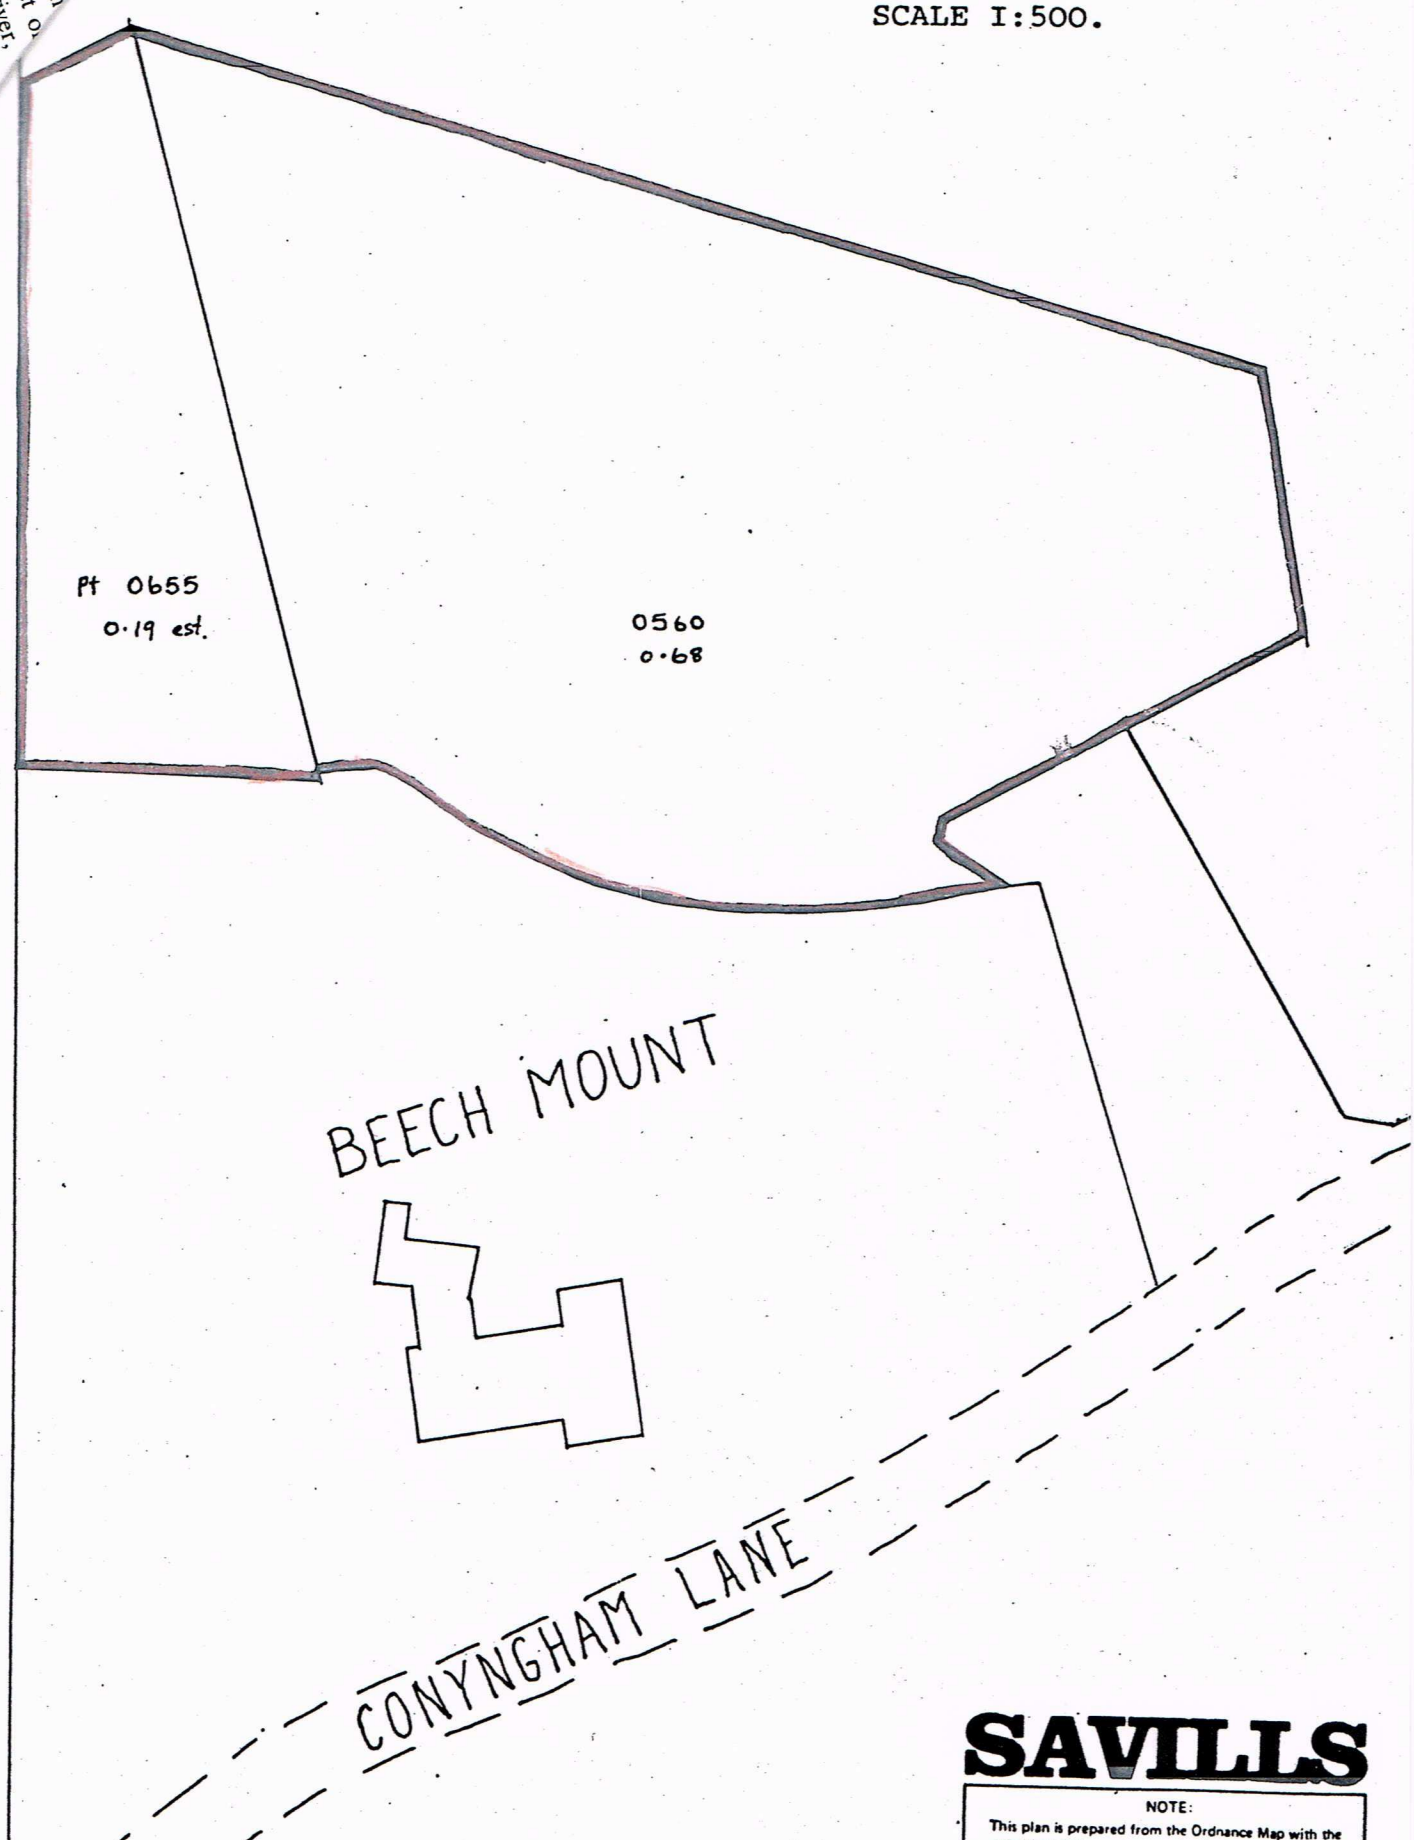 SCALE I:500.
Pt 0655
0.19 est.
0560
0.68
BEECH MOUNT
CONYNGHAM LANE
SAVILLS
NOTE:
This plan is prepared from the Ordnance Map with the